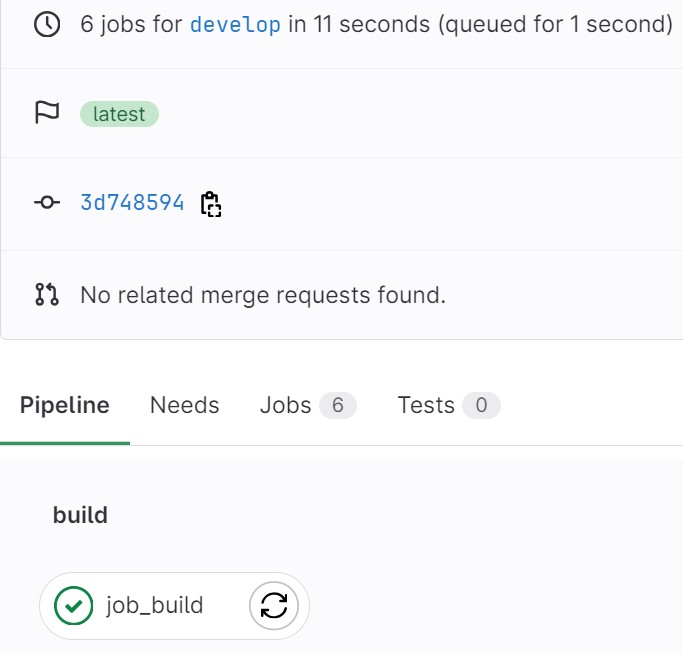 6 jobs for develop in 11 seconds (queued for 1 second)
latest
3d748594
No related merge requests found.
Pipeline Needs Jobs 6 Tests 0
build
job_build